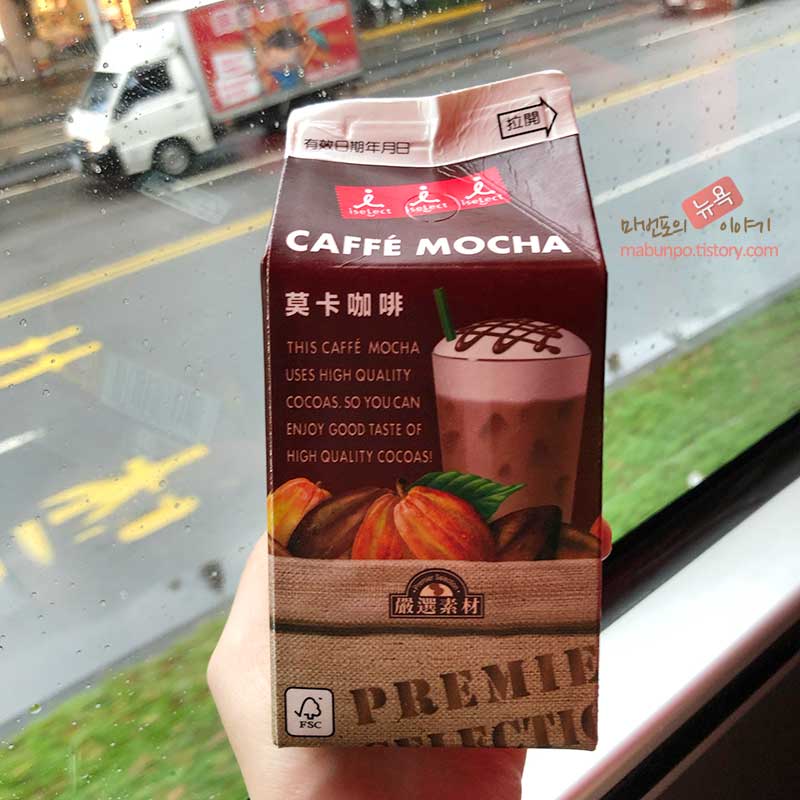 有效日期年月日
拉開
iseLect iseLect iseLect
CAFFÉ MOCHA
莫卡咖啡
THIS CAFFÉ MOCHA
USES HIGH QUALITY
COCOAS. SO YOU CAN
ENJOY GOOD TASTE OF
HIGH QUALITY COCOAS!
嚴選素材
PREMIE
SELECTIO
FSC
마번포의 뉴욕 이야기
mabunpo.tistory.com